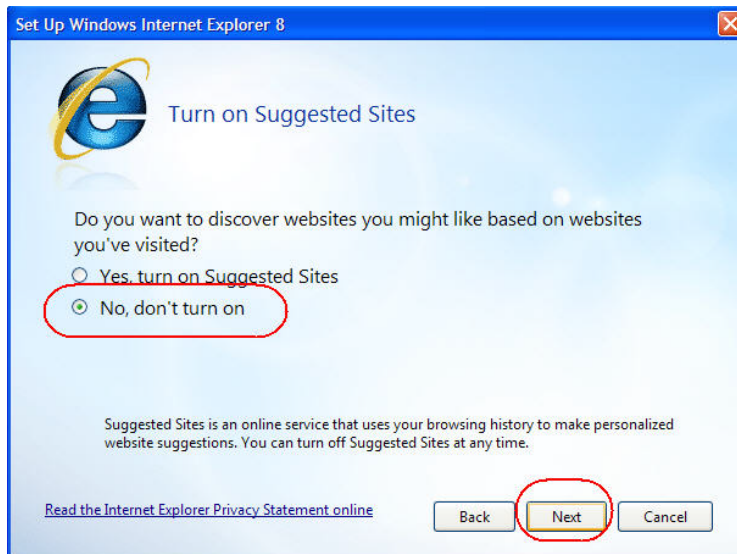 Set Up Windows Internet Explorer 8
Turn on Suggested Sites
Do you want to discover websites you might like based on websites
you've visited?
Yes, turn on Suggested Sites
No, don't turn on
Suggested Sites is an online service that uses your browsing history to make personalized
website suggestions. You can turn off Suggested Sites at any time.
Read the Internet Explorer Privacy Statement online
Back Next Cancel